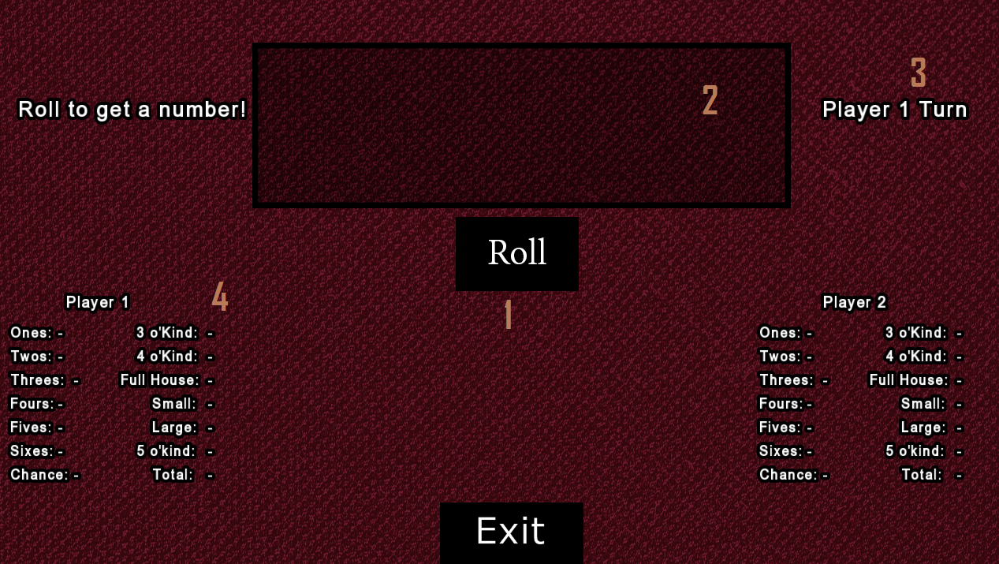 3
2
Roll to get a number!
Player 1 Turn
Roll
4
1
Player 1
Ones: - 3 o'Kind: -
Twos: - 4 o'Kind: -
Threes: - Full House: -
Fours: - Small: -
Fives: - Large: -
Sixes: - 5 o'kind: -
Chance: - Total: -
Player 2
Ones: - 3 o'Kind: -
Twos: - 4 o'Kind: -
Threes: - Full House: -
Fours: - Small: -
Fives: - Large: -
Sixes: - 5 o'kind: -
Chance: - Total: -
Exit